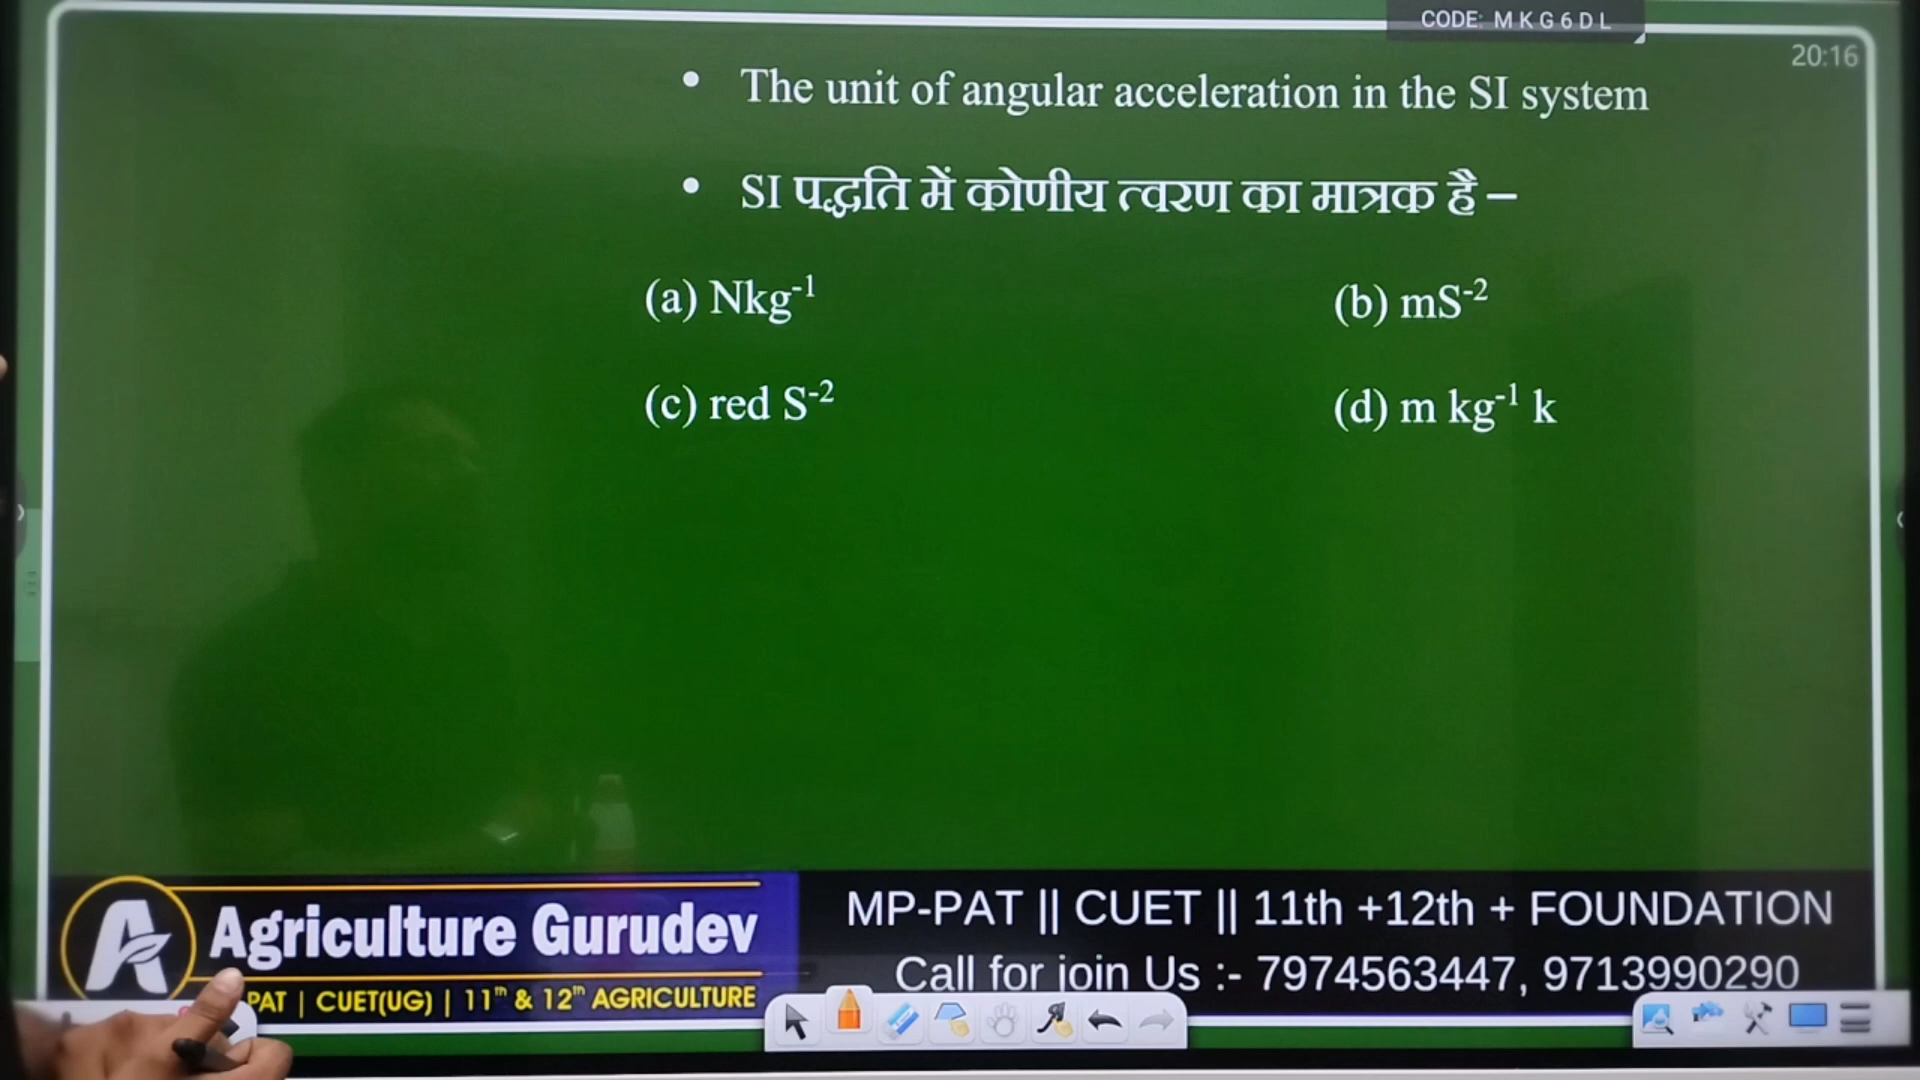 CODE: M K G 6 D L
20:16
• The unit of angular acceleration in the SI system
• SI पद्धति में कोणीय त्वरण का मात्रक है –
(a) Nkg⁻¹ (b) mS⁻²
(c) red S⁻² (d) m kg⁻¹ k
Agriculture Gurudev
PAT | CUET(UG) | 11th & 12th AGRICULTURE
MP-PAT || CUET || 11th +12th + FOUNDATION
Call for join Us :- 7974563447, 9713990290